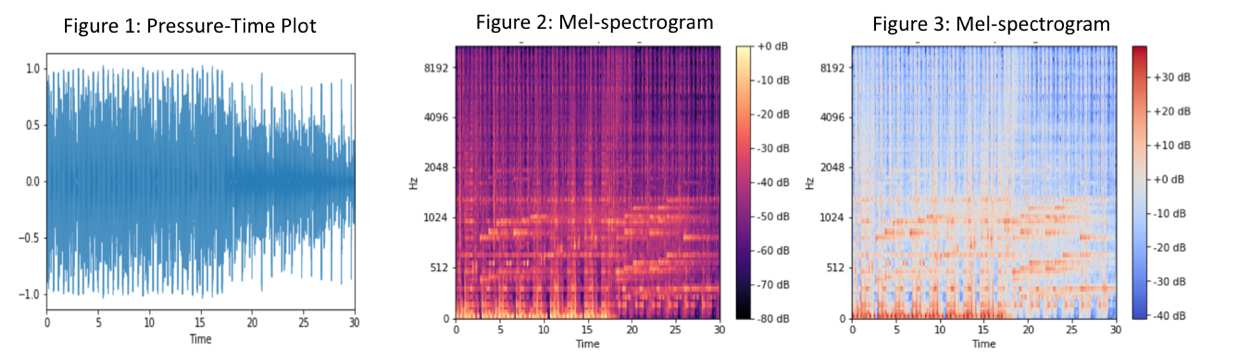 Figure 1: Pressure-Time Plot
1.0
0.5
0.0
−0.5
−1.0
0 5 10 15 20 25 30
Time
Figure 2: Mel-spectrogram
Hz
8192
4096
2048
1024
512
0
0 5 10 15 20 25 30
Time
+0 dB
-10 dB
-20 dB
-30 dB
-40 dB
-50 dB
-60 dB
-70 dB
-80 dB
Figure 3: Mel-spectrogram
Hz
8192
4096
2048
1024
512
0
0 5 10 15 20 25 30
Time
+30 dB
+20 dB
+10 dB
+0 dB
-10 dB
-20 dB
-30 dB
-40 dB